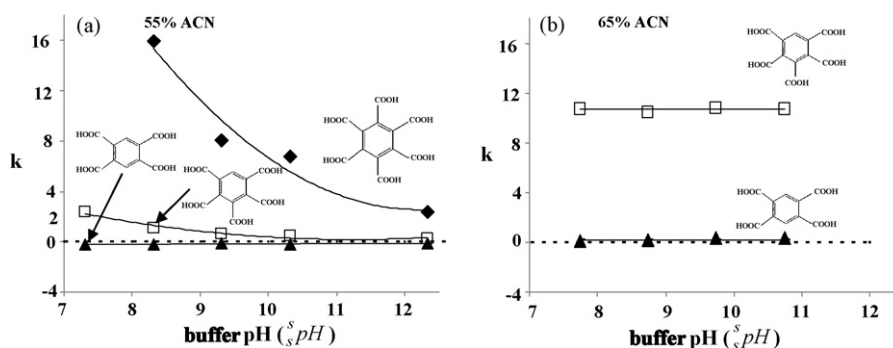 (a) 55% ACN
16
12
8
4
2
0
-4
k
7 8 9 10 11 12
buffer pH (ˢₛpH)
HOOC COOH
HOOC COOH
HOOC COOH
HOOC COOH
COOH
COOH
HOOC COOH
HOOC COOH
COOH
(b) 65% ACN
16
12
8
4
0
-4
k
7 8 9 10 11 12
buffer pH (ˢₛpH)
HOOC COOH
HOOC COOH
COOH
HOOC COOH
HOOC COOH